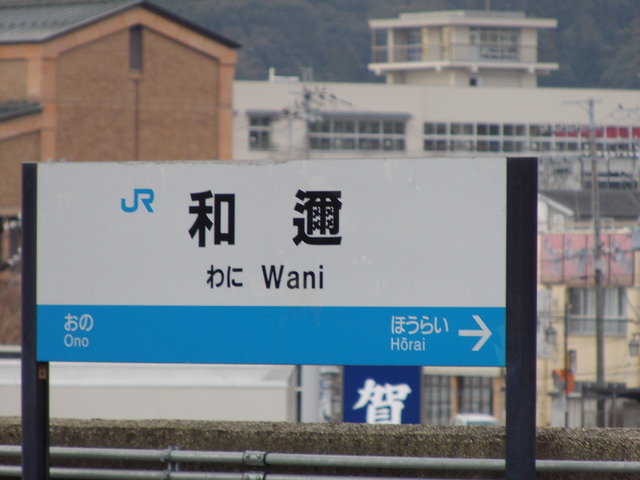 JR 和邇
わに Wani
おの ほうらい →
Ono Hōrai
賀